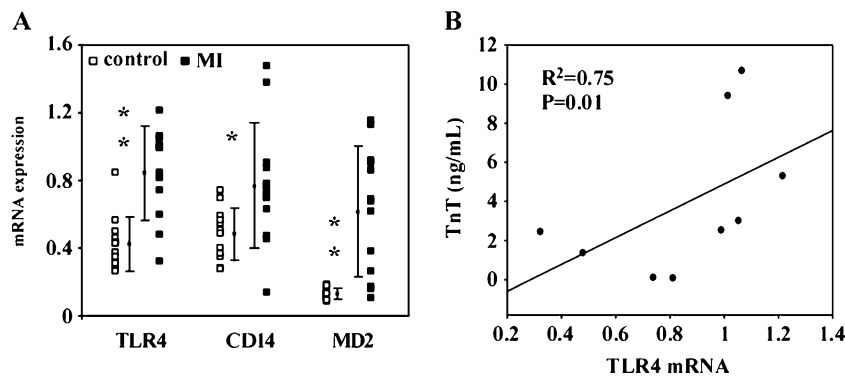 A
B
1.6
1.2
0.8
0.4
0
mRNA expression
control MI
*
*
*
*
*
TLR4 CD14 MD2
12
10
8
6
4
2
0
TnT (ng/mL)
R²=0.75
P=0.01
0.2 0.4 0.6 0.8 1 1.2 1.4
TLR4 mRNA